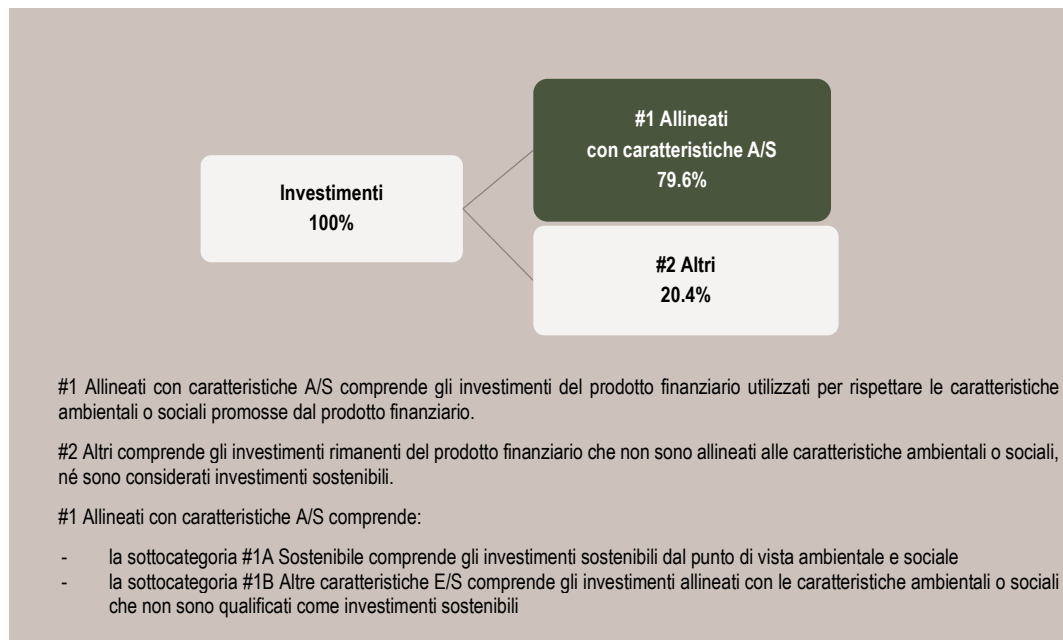 #1 Allineati
con caratteristiche A/S
79.6%
Investimenti
100%
#2 Altri
20.4%
#1 Allineati con caratteristiche A/S comprende gli investimenti del prodotto finanziario utilizzati per rispettare le caratteristiche
ambientali o sociali promosse dal prodotto finanziario.
#2 Altri comprende gli investimenti rimanenti del prodotto finanziario che non sono allineati alle caratteristiche ambientali o sociali,
né sono considerati investimenti sostenibili.
#1 Allineati con caratteristiche A/S comprende:
- la sottocategoria #1A Sostenibile comprende gli investimenti sostenibili dal punto di vista ambientale e sociale
- la sottocategoria #1B Altre caratteristiche E/S comprende gli investimenti allineati con le caratteristiche ambientali o sociali
che non sono qualificati come investimenti sostenibili